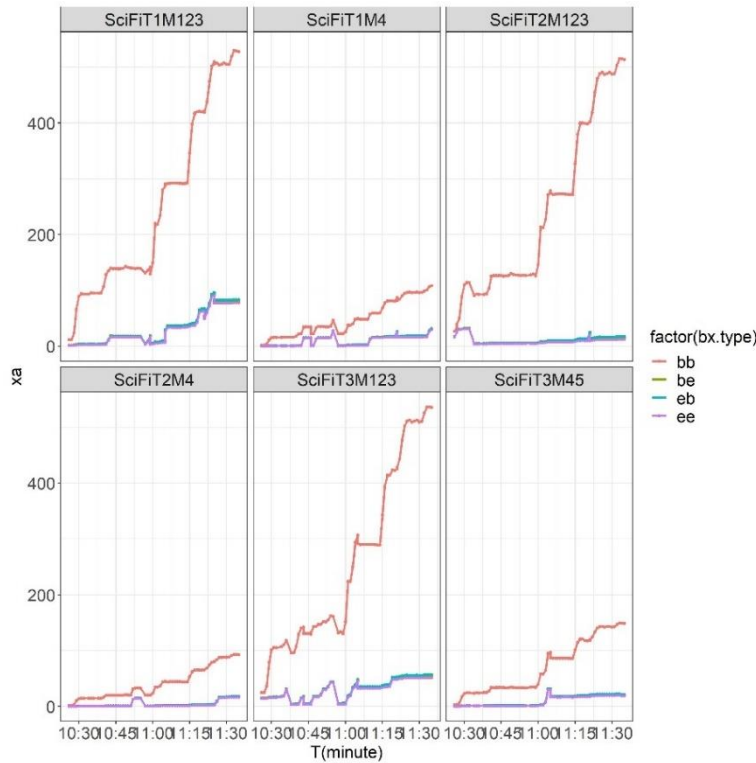 SciFiT1M123 SciFiT1M4 SciFiT2M123
400
200
0
xa
SciFiT2M4 SciFiT3M123 SciFiT3M45
400
200
0
10:30 10:45 11:00 11:15 11:30 10:30 10:45 11:00 11:15 11:30 10:30 10:45 11:00 11:15 11:30
T(minute)
factor(bx.type)
bb
be
eb
ee